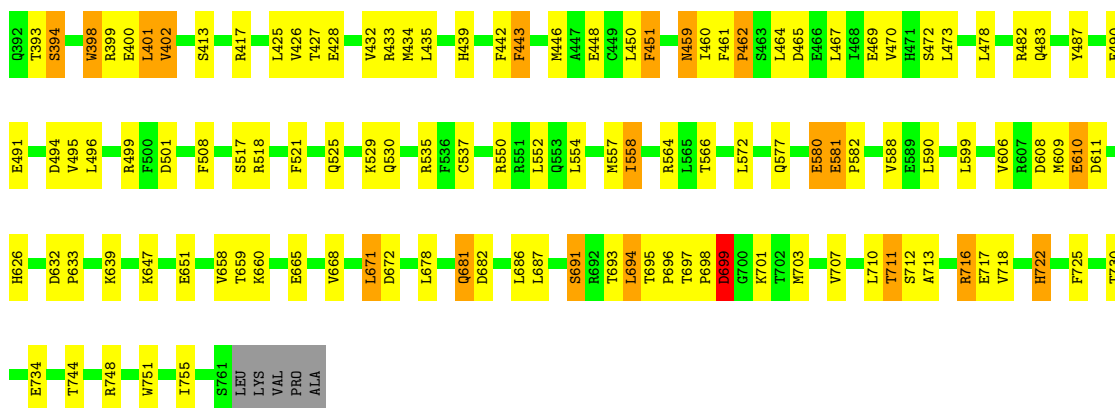 Q392 T393 S394 W398 R399 E400 L401 V402 S413 R417 L425 V426 T427 E428 V432 R433 M434 L435 H439 F442 F443 M446 A447 E448 C449 L450 F451 N459 I460 F461 P462 S463 L464 D465 E466 L467 I468 E469 V470 H471 S472 L473 L478 R482 Q483 Y487
E491 D494 V495 L496 R499 F500 D501 F508 S517 R518 F521 Q525 K529 Q530 R535 F536 C537 R550 R551 L552 Q553 L554 M557 I558 R564 L565 T566 L572 Q577 E580 E581 P582 V588 E589 L590 L599 V606 R607 D608 M609 E610 D611
H626 D632 P633 K639 K647 E651 V658 T659 K660 E665 V668 L671 D672 L678 Q681 D682 L686 L687 S691 R692 T693 L694 T695 P696 T697 P698 D699 G700 K701 T702 M703 V707 L710 T711 S712 A713 R716 E717 V718 H722 F725
E734 T744 R748 W751 I755 S761 LEU LYS VAL PRO ALA